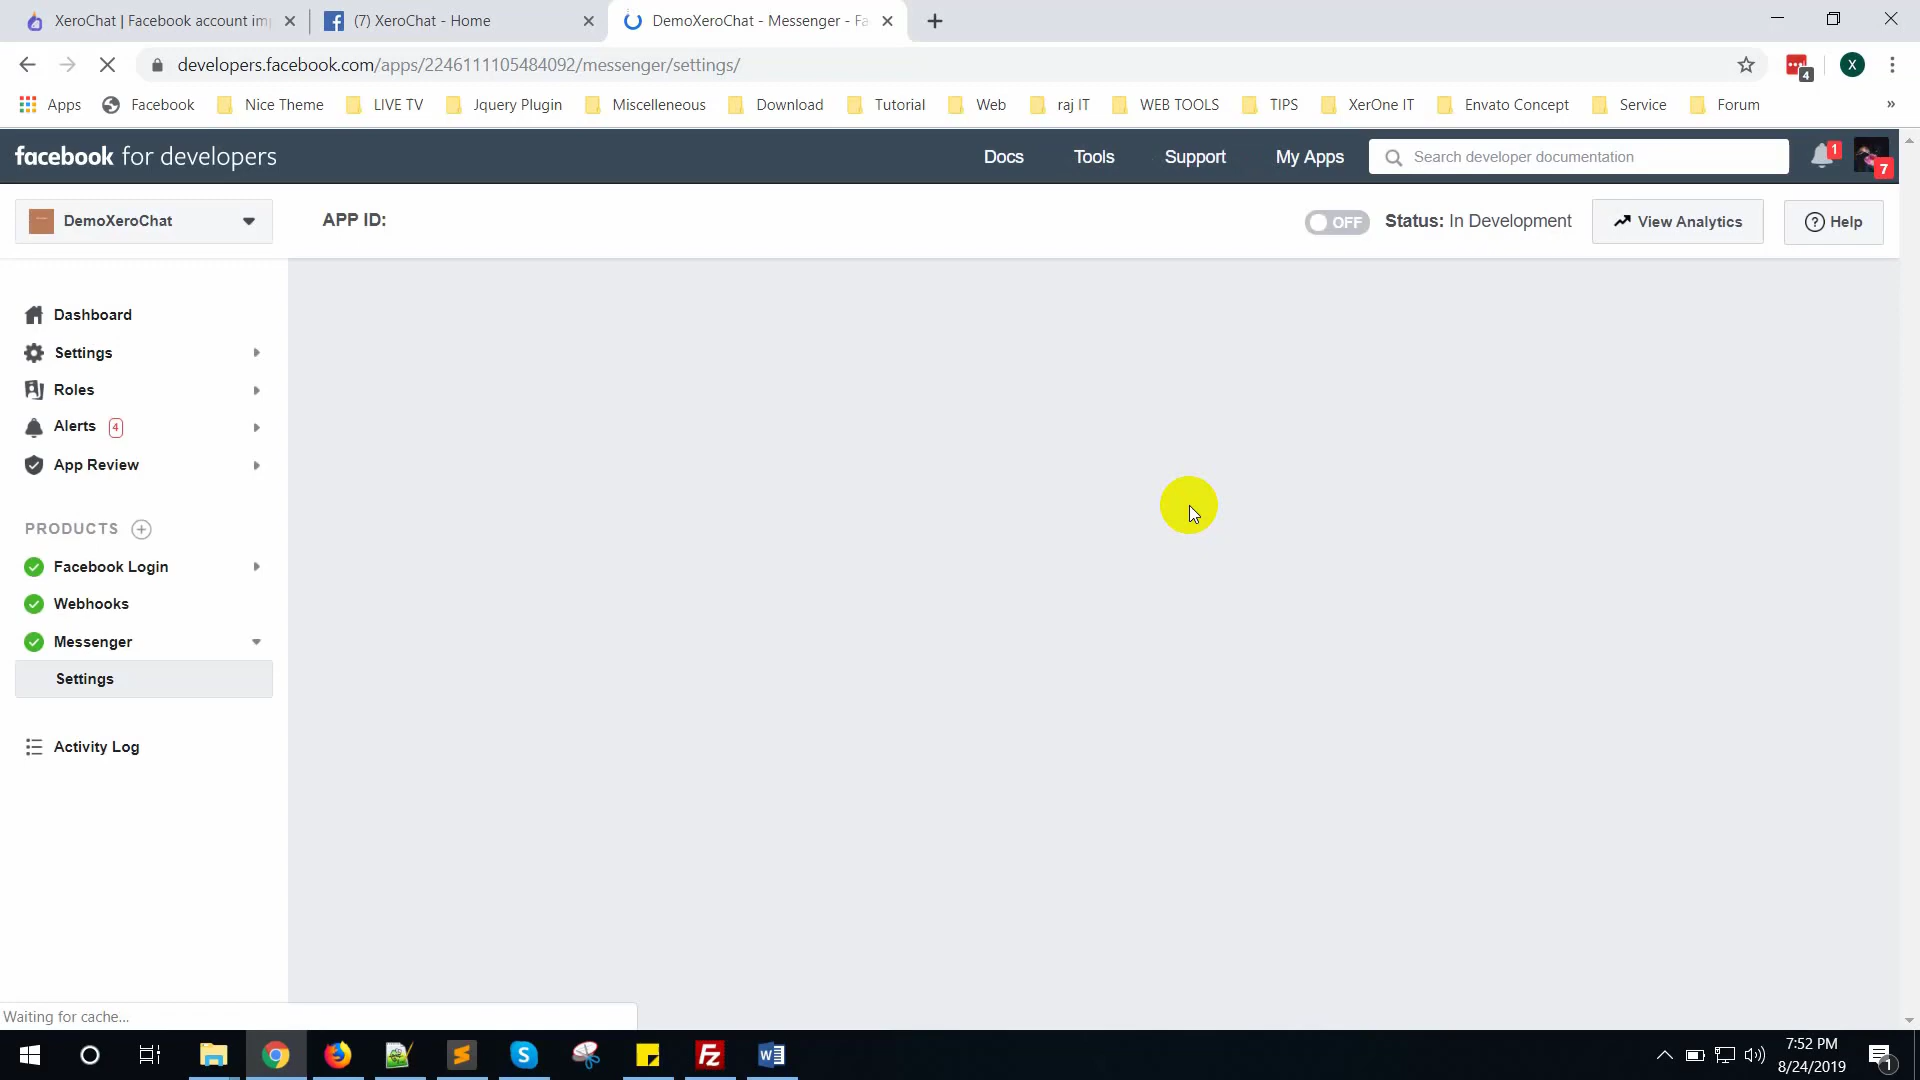 XeroChat | Facebook account im
(7) XeroChat - Home
DemoXeroChat - Messenger - Fa
developers.facebook.com/apps/2246111105484092/messenger/settings/
4
X
Apps
Facebook
Nice Theme
LIVE TV
Jquery Plugin
Miscelleneous
Download
Tutorial
Web
raj IT
WEB TOOLS
TIPS
XerOne IT
Envato Concept
Service
Forum
»
facebook for developers
Docs
Tools
Support
My Apps
Search developer documentation
1
7
DemoXeroChat
APP ID:
OFF
Status: In Development
View Analytics
Help
Dashboard
Settings
Roles
Alerts 4
App Review
PRODUCTS
Facebook Login
Webhooks
Messenger
Settings
Activity Log
Waiting for cache...
7:52 PM
8/24/2019
1